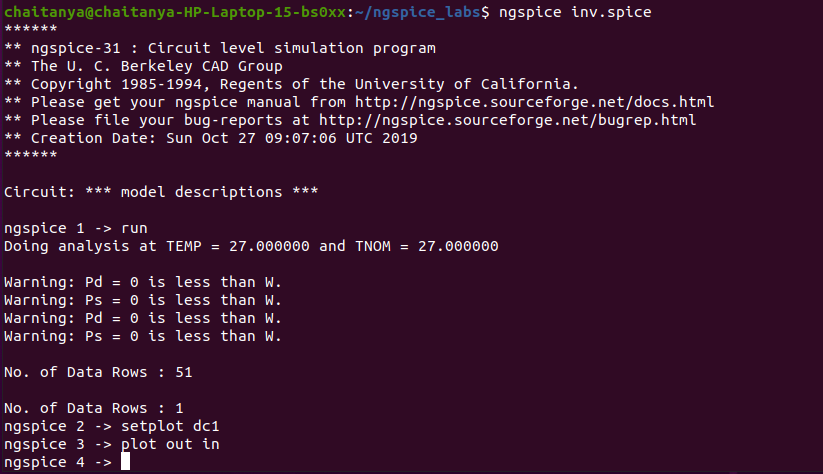 chaitanya@chaitanya-HP-Laptop-15-bs0xx:~/ngspice_labs$ ngspice inv.spice
******
** ngspice-31 : Circuit level simulation program
** The U. C. Berkeley CAD Group
** Copyright 1985-1994, Regents of the University of California.
** Please get your ngspice manual from http://ngspice.sourceforge.net/docs.html
** Please file your bug-reports at http://ngspice.sourceforge.net/bugrep.html
** Creation Date: Sun Oct 27 09:07:06 UTC 2019
******
Circuit: *** model descriptions ***
ngspice 1 -> run
Doing analysis at TEMP = 27.000000 and TNOM = 27.000000
Warning: Pd = 0 is less than W.
Warning: Ps = 0 is less than W.
Warning: Pd = 0 is less than W.
Warning: Ps = 0 is less than W.
No. of Data Rows : 51
No. of Data Rows : 1
ngspice 2 -> setplot dc1
ngspice 3 -> plot out in
ngspice 4 ->